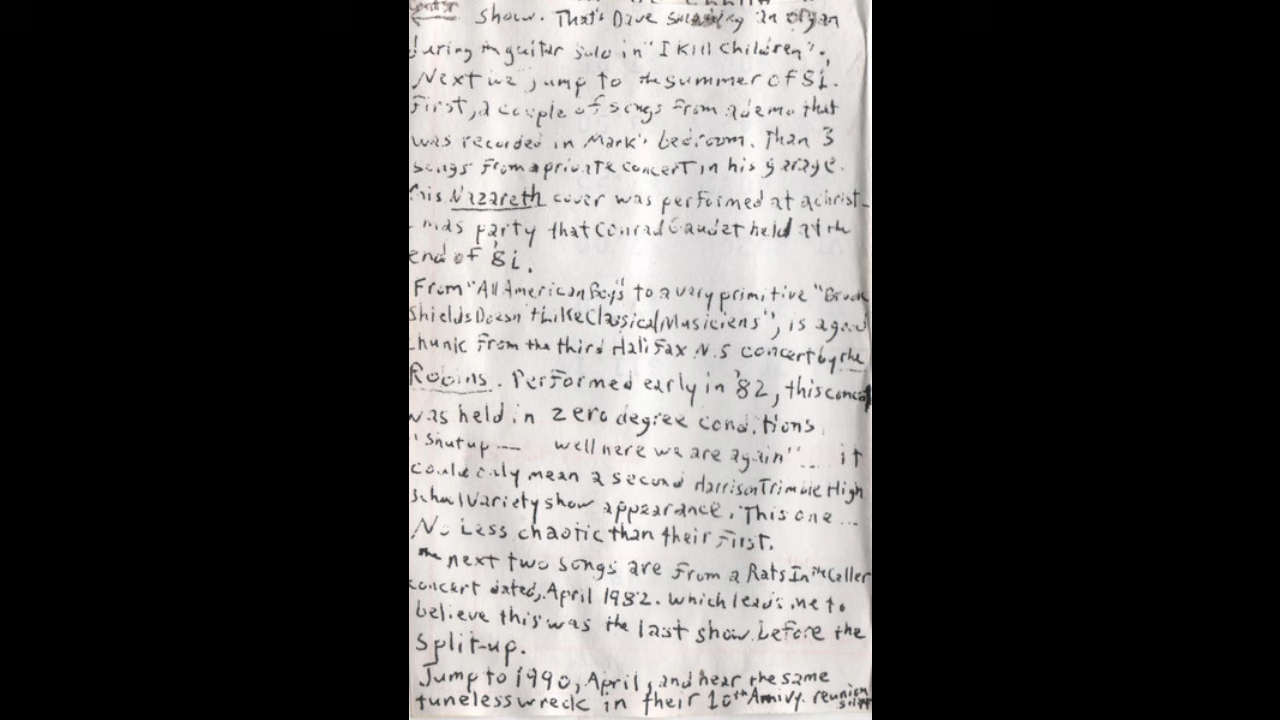 show. That's Dave an organ
during the guitar solo in "I Kill Children".
Next we jump to the summer of 81.
First, a couple of songs from a demo that
was recorded in Mark's bedroom. Than 3
songs from a private concert in his garage.
This Nazareth cover was performed at a christ-
-mas party that Conrad Gaudet held at the
end of '81.
From "All American Boys" to a very primitive "Brook
Shields Doesn't Like Classical Musiciens", is a good
chunk from the third Halifax N.S concert by the
Robins. Performed early in '82, this concert
was held in zero degree conditions.
"Shut up — well here we are again".... it
could only mean a second Harrison Trimble High
school Variety show appearance. This one...
No Less chaotic than their First.
The next two songs are from a Rats In the Celler
concert dated, April 1982. which leads me to
believe this was the last show before the
split-up.
Jump to 1990, April, and hear the same
tuneless wreck in their 10th Anivy. reunion